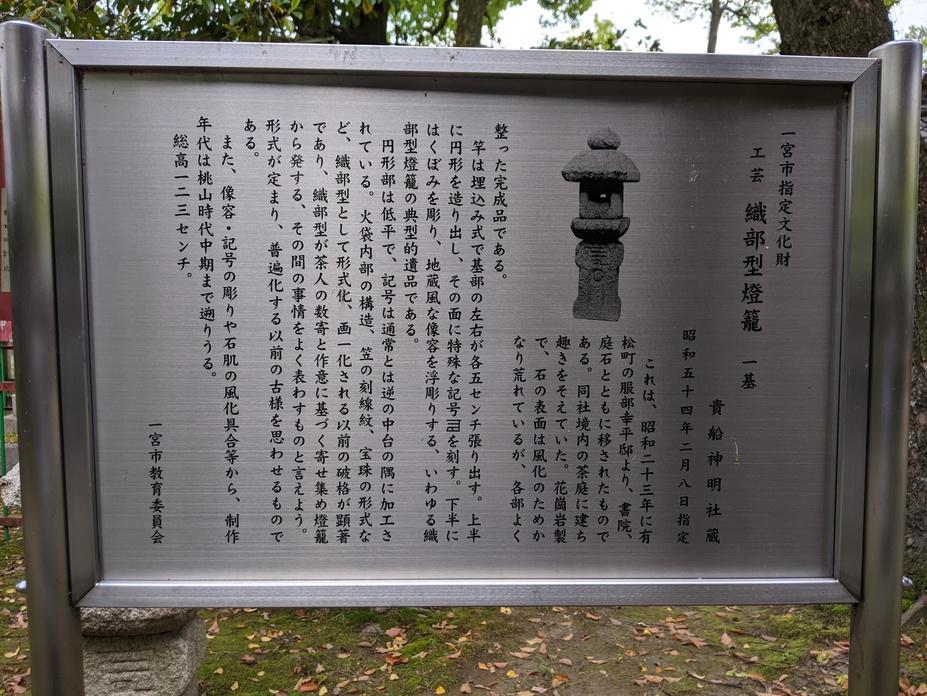 一宮市指定文化財
工芸 織部型燈籠 一基
貴船神明社蔵
昭和五十四年二月八日指定
これは、昭和二十三年に有
松町の服部幸平邸より、書院、
庭石とともに移されたもので
ある。同社境内の茶庭に建ち
趣きをそえていた。花崗岩製
で、石の表面は風化のためか
なり荒れているが、各部よく
整った完成品である。
竿は埋込み式で基部の左右が各五センチ張り出す。上半
に円形を造り出し、その面に特殊な記号を刻す。下半に
はくぼみを彫り、地蔵風な像容を浮彫りする、いわゆる織
部型燈籠の典型的遺品である。
円形部は低平で、記号は通常とは逆の中台の隅に加工さ
れている。火袋内部の構造、笠の刻線紋、宝珠の形式な
ど、織部型として形式化、画一化される以前の破格が顕著
であり、織部型が茶人の数寄と作意に基づく寄せ集め燈籠
から発する、その間の事情をよく表わすものと言えよう。
形式が定まり、普遍化する以前の古様を思わせるもので
ある。
また、像容・記号の彫りや石肌の風化具合等から、制作
年代は桃山時代中期まで遡りうる。
総高一二三センチ。
一宮市教育委員会